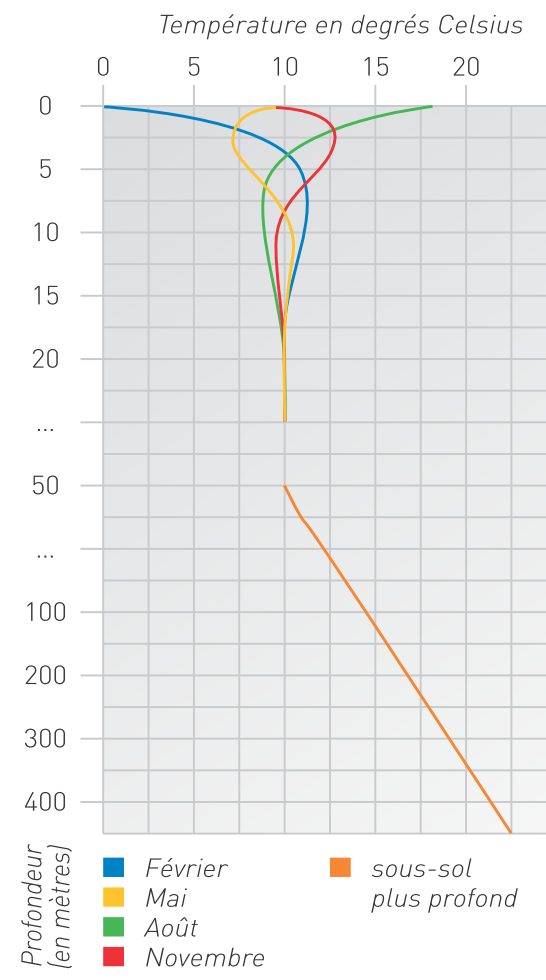 Température en degrés Celsius
0 5 10 15 20
0
5
10
15
20
...
50
...
100
200
300
400
Profondeur
(en mètres)
Février
Mai
Août
Novembre
sous-sol
plus profond